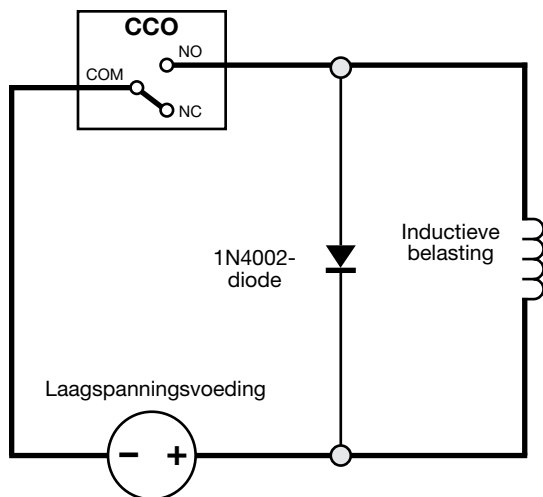 CCO
NO
COM
NC
1N4002-
diode
Inductieve
belasting
Laagspanningsvoeding
− +